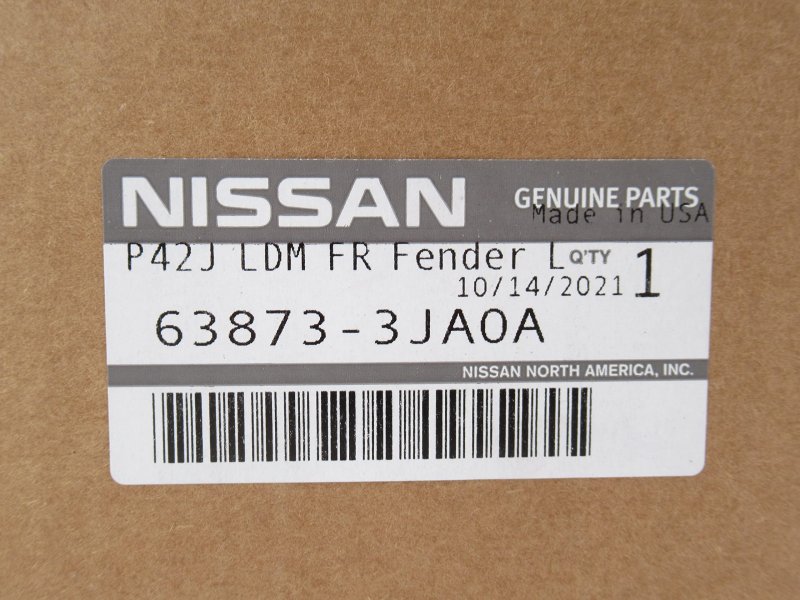 NISSAN GENUINE PARTS
Made in USA
P42J LDM FR Fender L Q'TY 1
10/14/2021
63873-3JA0A
NISSAN NORTH AMERICA, INC.